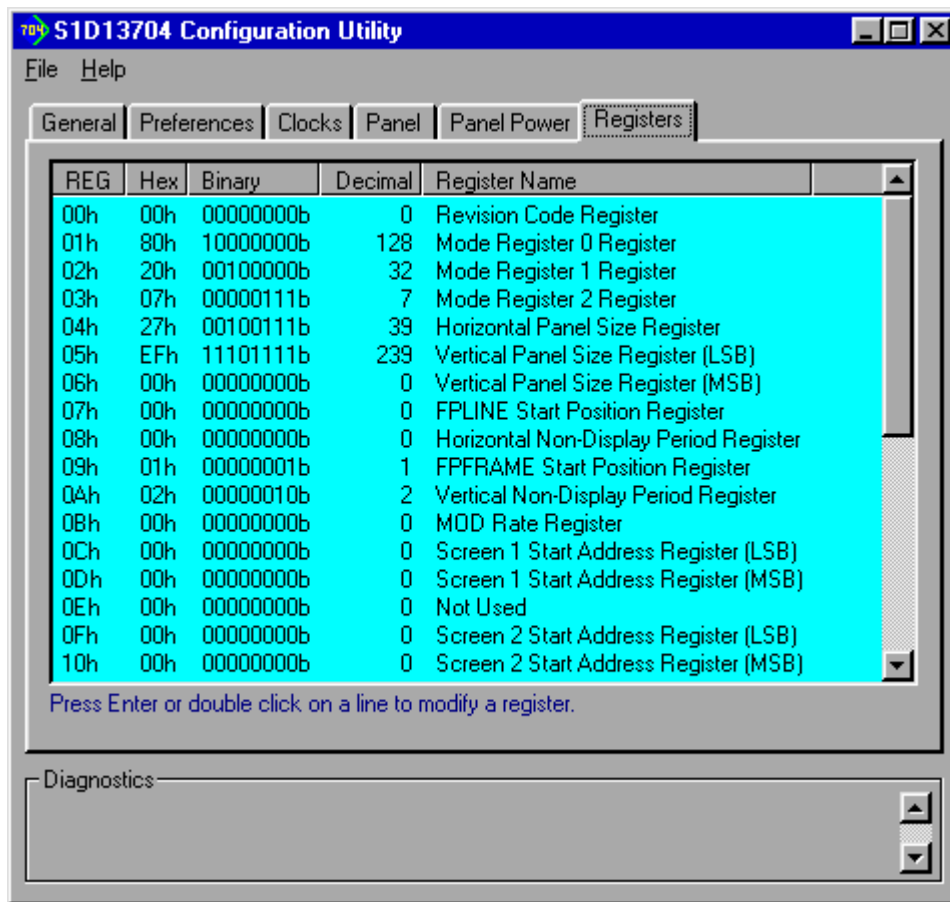 704 S1D13704 Configuration Utility
File Help
General Preferences Clocks Panel Panel Power Registers
REG Hex Binary Decimal Register Name
00h 00h 00000000b 0 Revision Code Register
01h 80h 10000000b 128 Mode Register 0 Register
02h 20h 00100000b 32 Mode Register 1 Register
03h 07h 00000111b 7 Mode Register 2 Register
04h 27h 00100111b 39 Horizontal Panel Size Register
05h EFh 11101111b 239 Vertical Panel Size Register (LSB)
06h 00h 00000000b 0 Vertical Panel Size Register (MSB)
07h 00h 00000000b 0 FPLINE Start Position Register
08h 00h 00000000b 0 Horizontal Non-Display Period Register
09h 01h 00000001b 1 FPFRAME Start Position Register
0Ah 02h 00000010b 2 Vertical Non-Display Period Register
0Bh 00h 00000000b 0 MOD Rate Register
0Ch 00h 00000000b 0 Screen 1 Start Address Register (LSB)
0Dh 00h 00000000b 0 Screen 1 Start Address Register (MSB)
0Eh 00h 00000000b 0 Not Used
0Fh 00h 00000000b 0 Screen 2 Start Address Register (LSB)
10h 00h 00000000b 0 Screen 2 Start Address Register (MSB)
Press Enter or double click on a line to modify a register.
Diagnostics